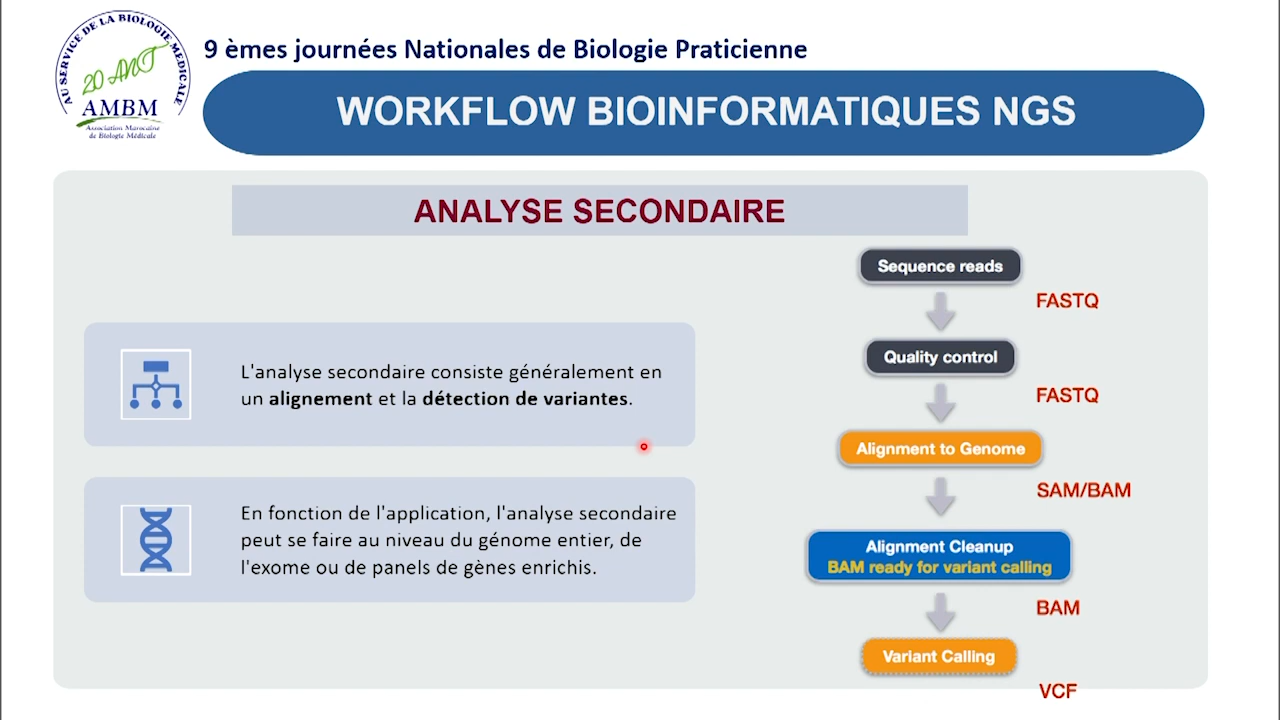 AU SERVICE DE LA BIOLOGIE MEDICALE
20 ANS
AMBM
Association Marocaine
de Biologie Médicale
9 èmes journées Nationales de Biologie Praticienne
WORKFLOW BIOINFORMATIQUES NGS
ANALYSE SECONDAIRE
L'analyse secondaire consiste généralement en
un alignement et la détection de variantes.
En fonction de l'application, l'analyse secondaire
peut se faire au niveau du génome entier, de
l'exome ou de panels de gènes enrichis.
Sequence reads
FASTQ
Quality control
FASTQ
Alignment to Genome
SAM/BAM
Alignment Cleanup
BAM ready for variant calling
BAM
Variant Calling
VCF